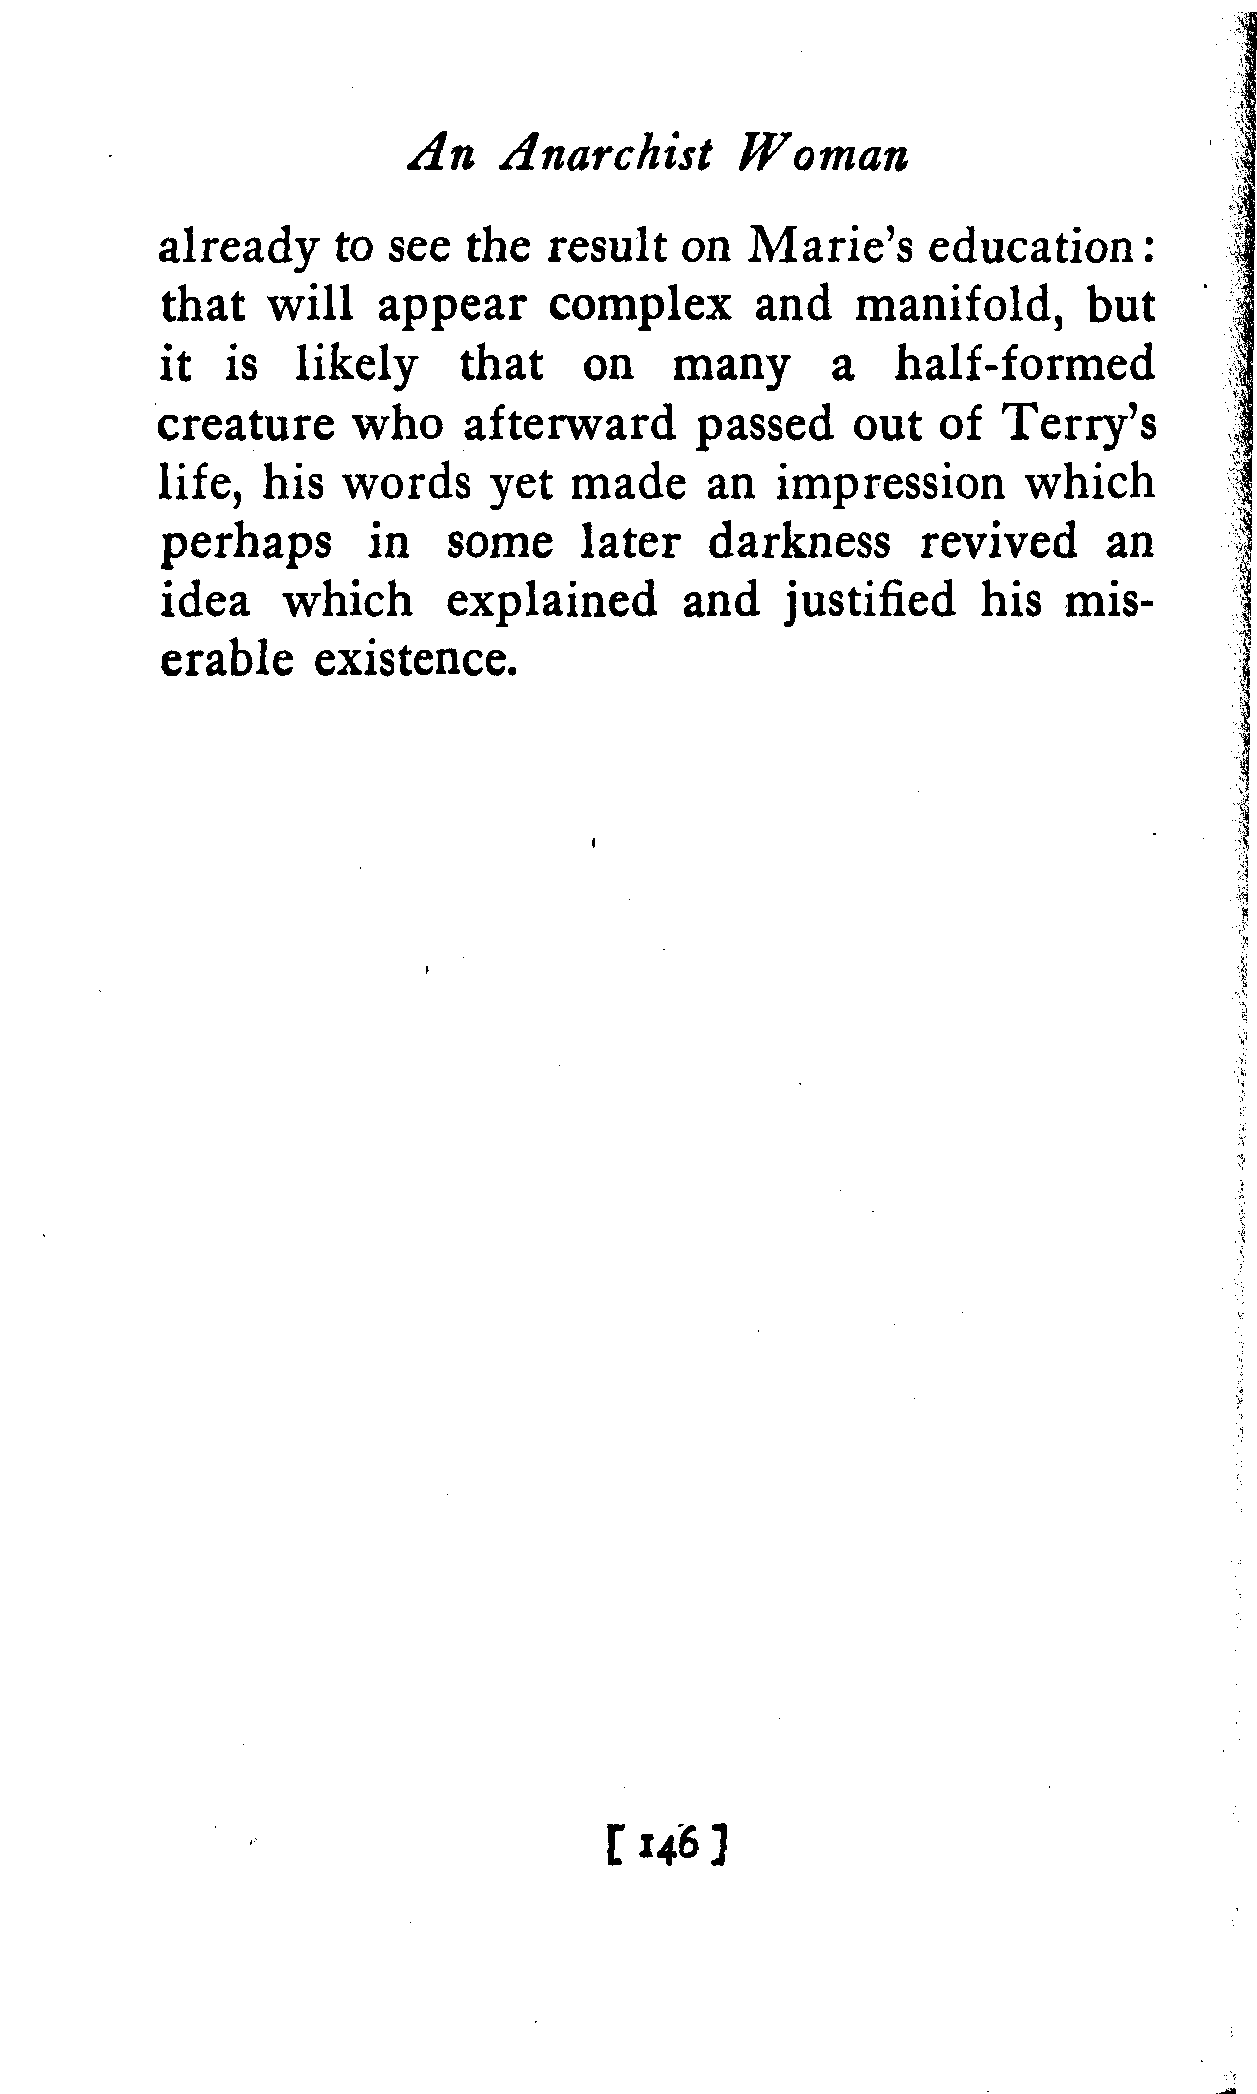 An Anarchist Woman
already to see the result on Marie's education:
that will appear complex and manifold, but
it is likely that on many a half-formed
creature who afterward passed out of Terry's
life, his words yet made an impression which
perhaps in some later darkness revived an
idea which explained and justified his mis-
erable existence.
[ 146 ]